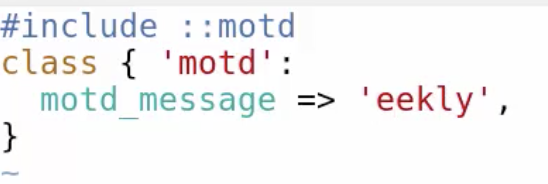 #include ::motd
class { 'motd':
  motd_message => 'eekly',
}
~